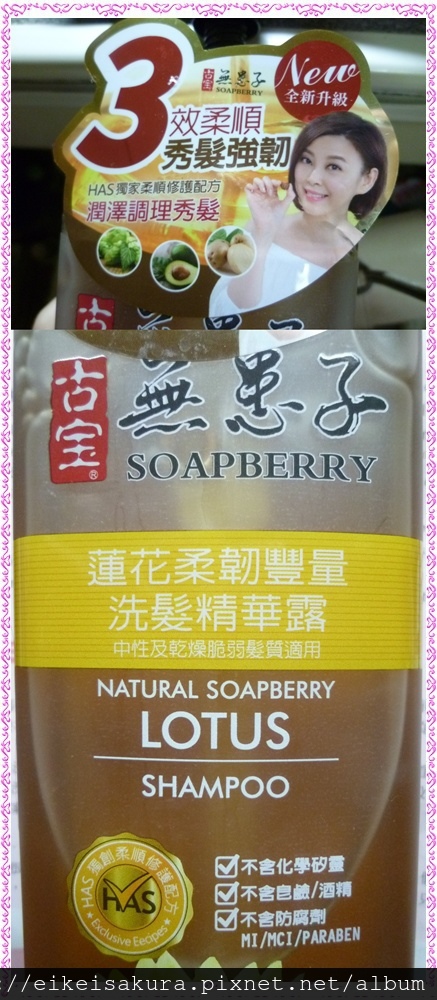 3
古宝 無患子
SOAPBERRY
New
全新升級
效柔順
秀髮強韌
HAS獨家柔順修護配方
潤澤調理秀髮
古宝® 無患子
SOAPBERRY
蓮花柔韌豐量
洗髮精華露
中性及乾燥脆弱髮質適用
NATURAL SOAPBERRY
LOTUS
SHAMPOO
HAS 獨創柔順修護配方
HAS
Exclusive Eecopes
不含化學矽靈
不含皂鹼/酒精
不含防腐劑
MI/MCI/PARABEN
/eikeisakura.pixnet.net/album